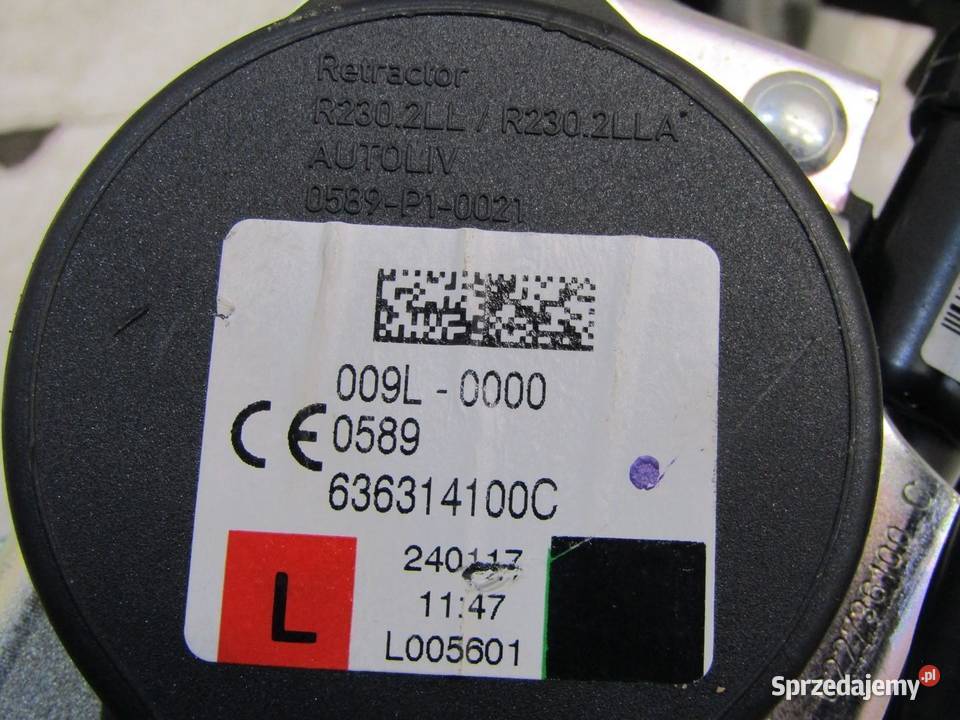 Retractor
R230.2LL / R230.2LLA*
AUTOLIV
0589-P1-0021
009L - 0000
CE 0589
636314100C
240117
11:47
L
L005601
Sprzedajemy.pl